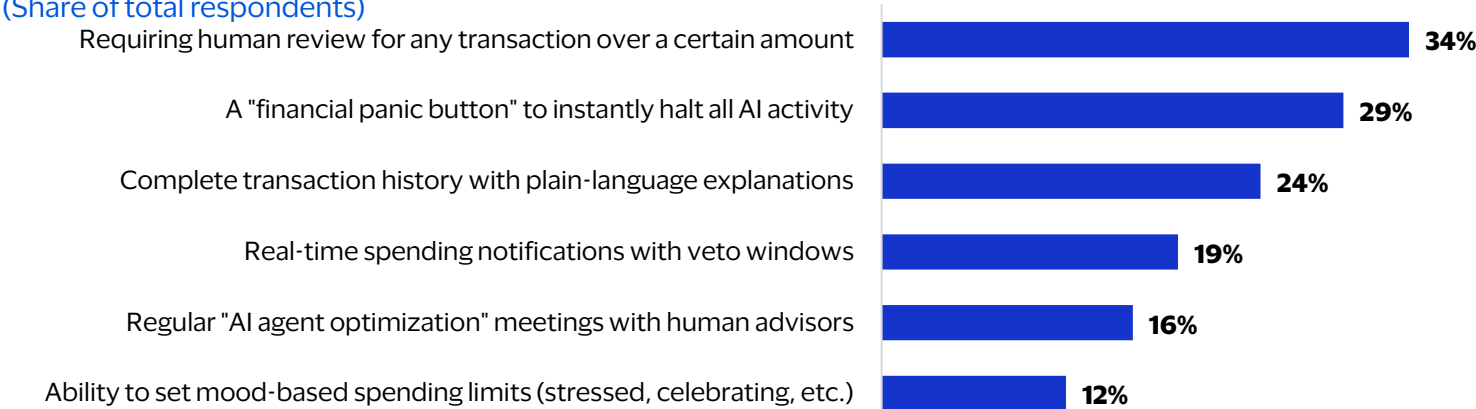 (Share of total respondents)
Requiring human review for any transaction over a certain amount 34%
A "financial panic button" to instantly halt all AI activity 29%
Complete transaction history with plain-language explanations 24%
Real-time spending notifications with veto windows 19%
Regular "AI agent optimization" meetings with human advisors 16%
Ability to set mood-based spending limits (stressed, celebrating, etc.) 12%